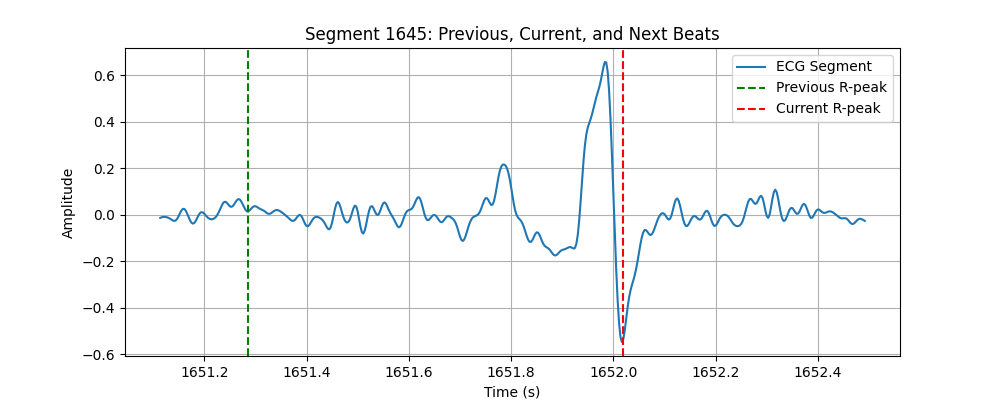 Segment 1645: Previous, Current, and Next Beats
ECG Segment
Previous R-peak
Current R-peak
Amplitude
0.6
0.4
0.2
0.0
−0.2
−0.4
−0.6
1651.2 1651.4 1651.6 1651.8 1652.0 1652.2 1652.4
Time (s)